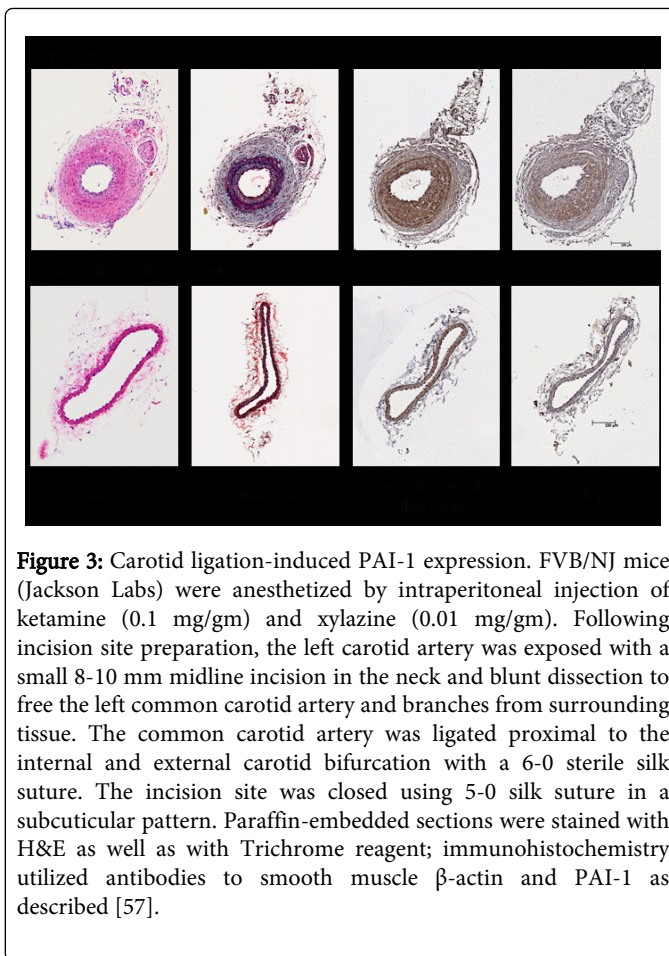 Figure 3: Carotid ligation-induced PAI-1 expression. FVB/NJ mice
(Jackson Labs) were anesthetized by intraperitoneal injection of
ketamine (0.1 mg/gm) and xylazine (0.01 mg/gm). Following
incision site preparation, the left carotid artery was exposed with a
small 8-10 mm midline incision in the neck and blunt dissection to
free the left common carotid artery and branches from surrounding
tissue. The common carotid artery was ligated proximal to the
internal and external carotid bifurcation with a 6-0 sterile silk
suture. The incision site was closed using 5-0 silk suture in a
subcuticular pattern. Paraffin-embedded sections were stained with
H&E as well as with Trichrome reagent; immunohistochemistry
utilized antibodies to smooth muscle β-actin and PAI-1 as
described [57].